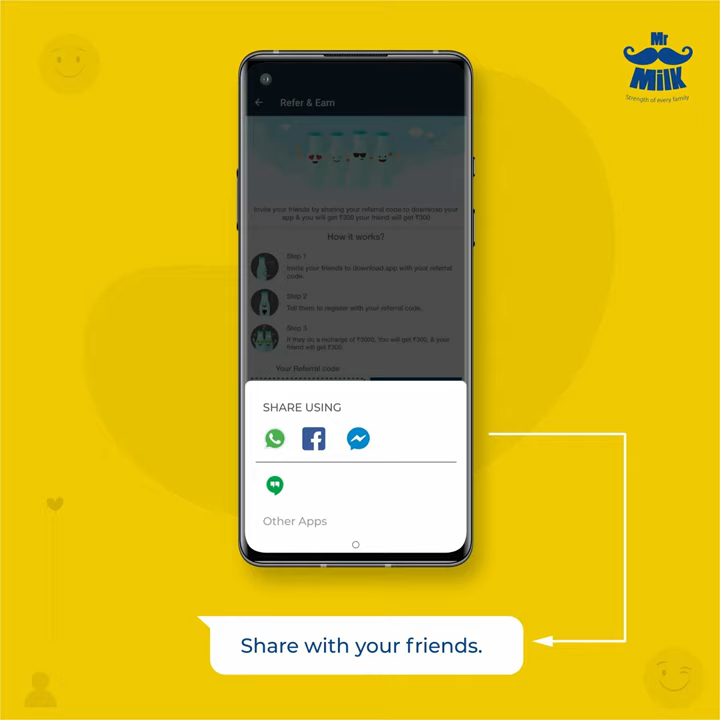 Mr
Milk
Strength of every family
Refer & Earn
Invite your friends by sharing your referral code to download your
app & you will get ₹300 your friend will get ₹300
How it works?
Step 1
Invite your friends to download app with your referral
code.
Step 2
Tell them to register with your referral code.
Step 3
If they do a recharge of ₹3000, You will get ₹300, & your
friend will get ₹300.
Your Referral code
SHARE USING
Other Apps
Share with your friends.